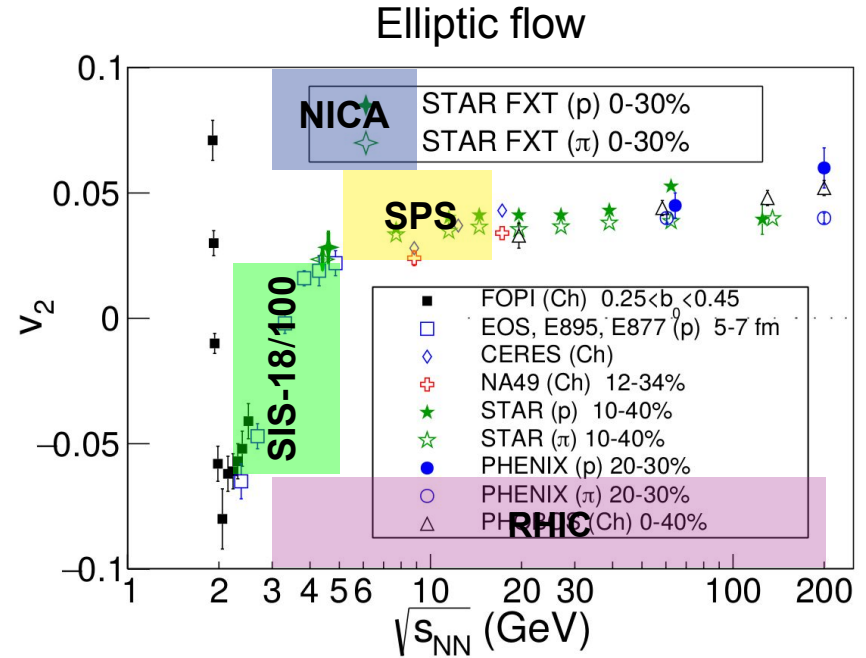 Elliptic flow
0.1
NICA
STAR FXT (p) 0-30%
STAR FXT (π) 0-30%
0.05
SPS
v2
0
SIS-18/100
FOPI (Ch) 0.25<b0<0.45
EOS, E895, E877 (p) 5-7 fm
CERES (Ch)
NA49 (Ch) 12-34%
STAR (p) 10-40%
STAR (π) 10-40%
PHENIX (p) 20-30%
PHENIX (π) 20-30%
PHOBOS (Ch) 0-40%
RHIC
−0.05
−0.1
1 2 3 4 5 6 10 20 30 100 200
√sNN (GeV)